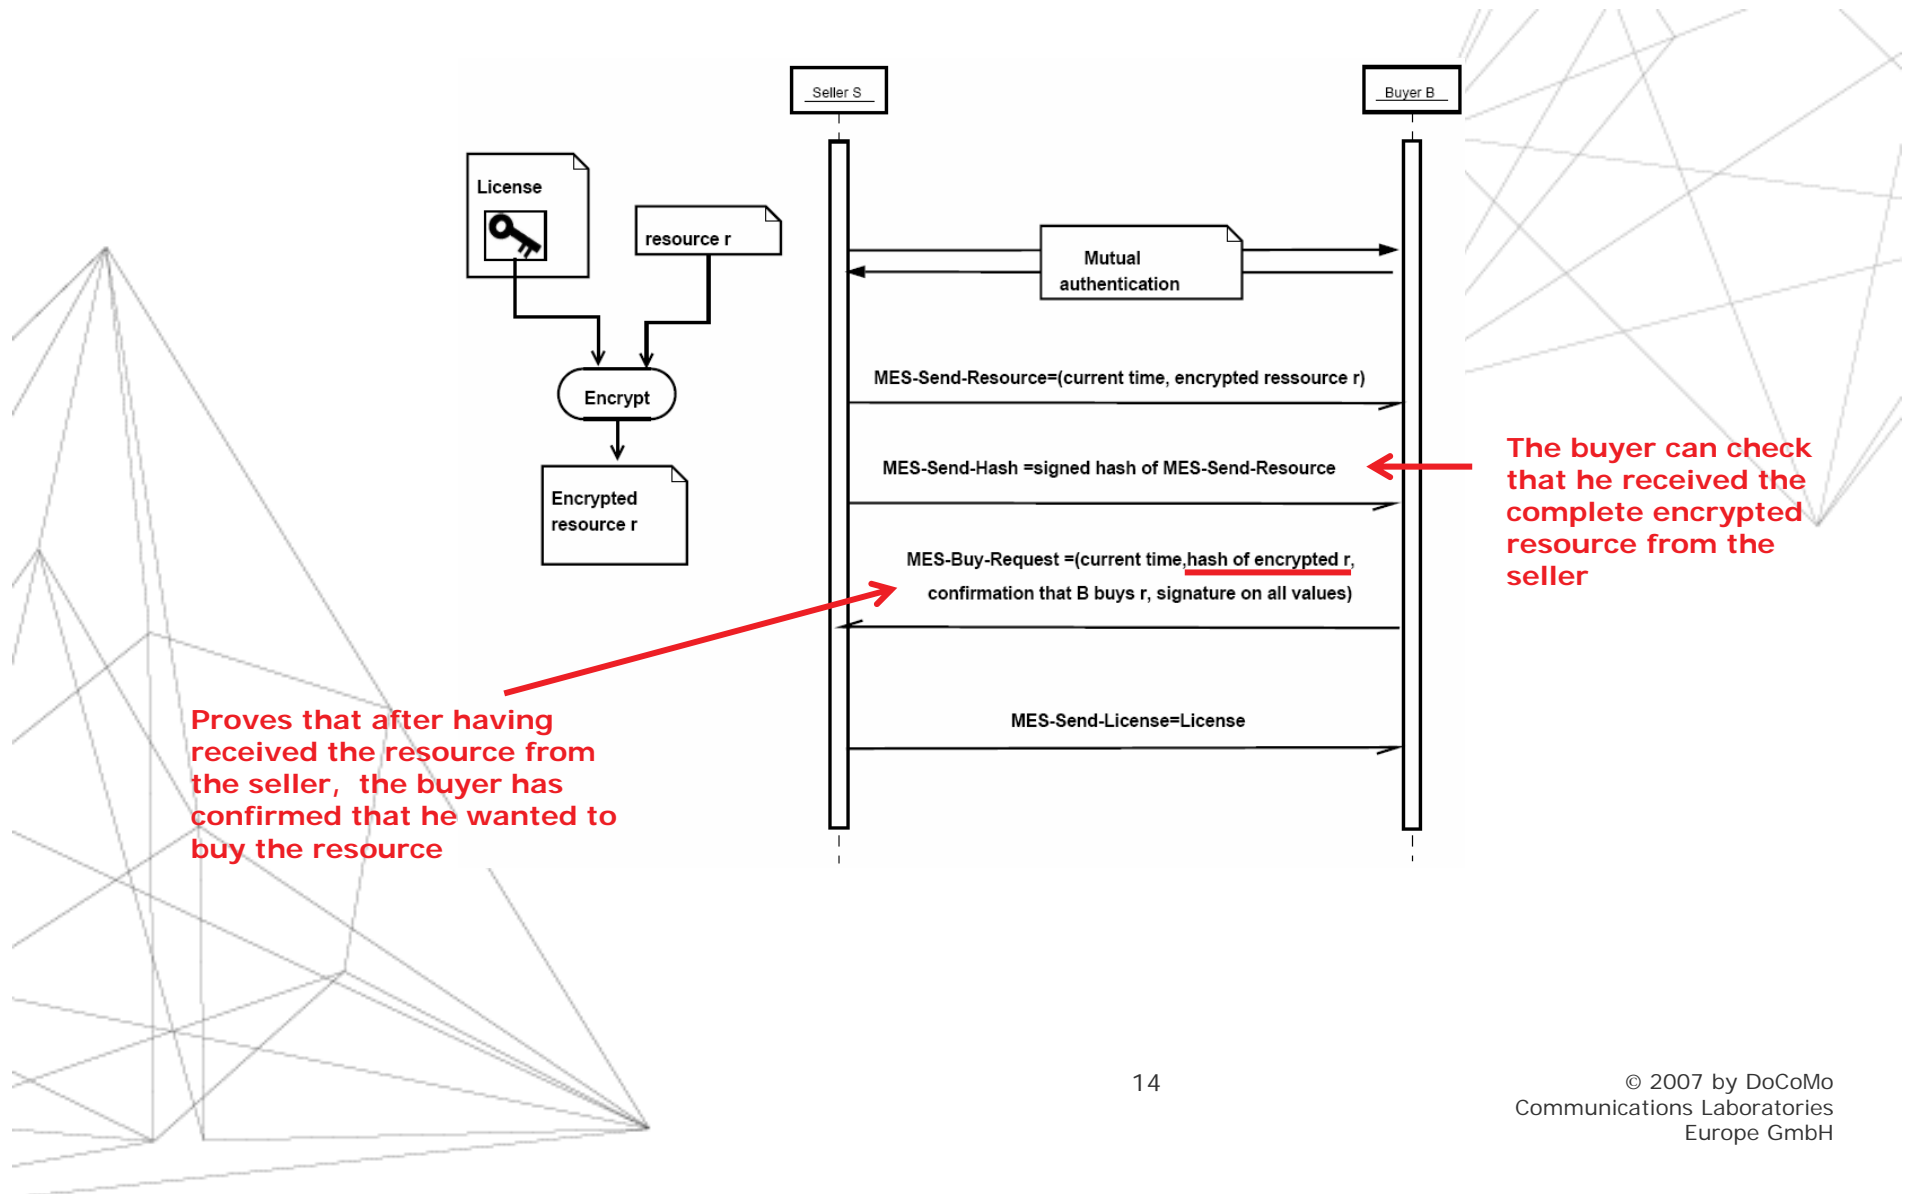 Seller S
Buyer B
License
resource r
Mutual
authentication
Encrypt
MES-Send-Resource=(current time, encrypted ressource r)
Encrypted
resource r
MES-Send-Hash =signed hash of MES-Send-Resource
The buyer can check
that he received the
complete encrypted
resource from the
seller
MES-Buy-Request =(current time,hash of encrypted r,
confirmation that B buys r, signature on all values)
Proves that after having
received the resource from
the seller, the buyer has
confirmed that he wanted to
buy the resource
MES-Send-License=License
14
© 2007 by DoCoMo
Communications Laboratories
Europe GmbH